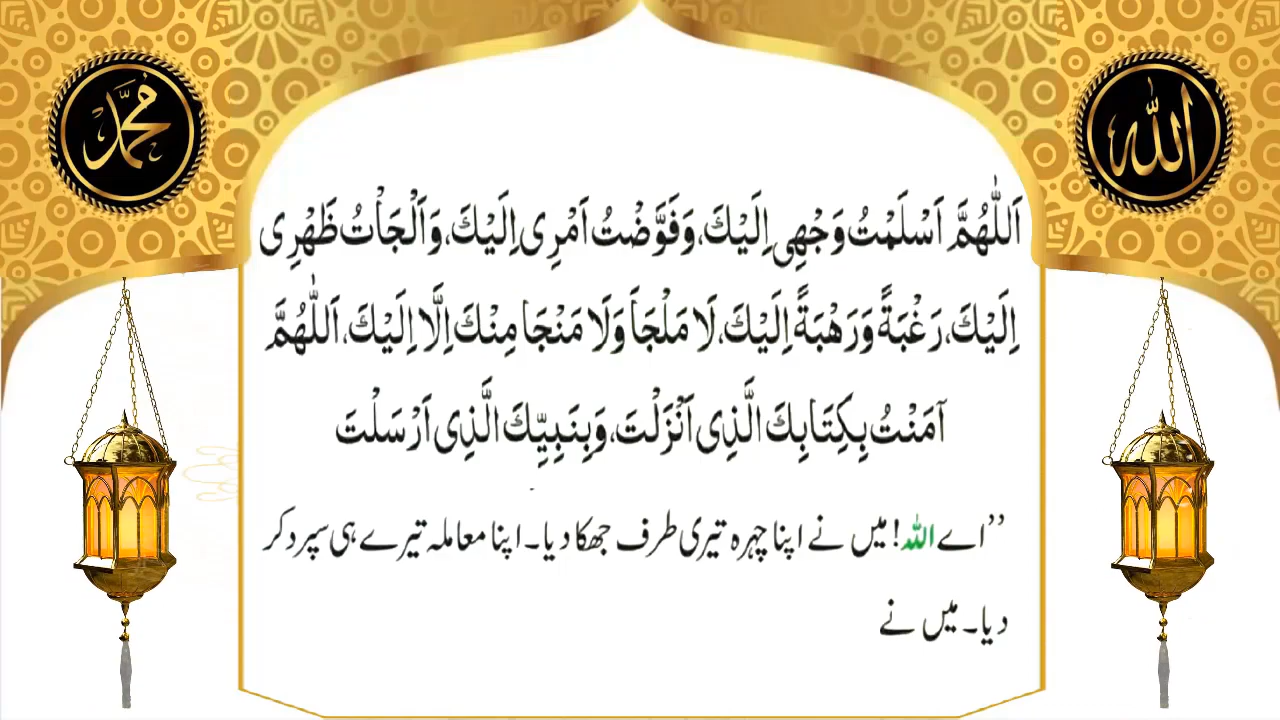 محمد
الله
اَللّٰهُمَّ اَسْلَمْتُ وَجْهِی اِلَیْكَ، وَفَوَّضْتُ اَمْرِی اِلَیْكَ، وَاَلْجَاْتُ ظَهْرِی
اِلَیْكَ، رَغْبَةً وَرَهْبَةً اِلَیْكَ، لَا مَلْجَاَ وَلَا مَنْجَا مِنْكَ اِلَّا اِلَیْكَ، اَللّٰهُمَّ
آمَنْتُ بِكِتَابِكَ الَّذِی اَنْزَلْتَ، وَبِنَبِیِّكَ الَّذِی اَرْسَلْتَ
’’اے اللہ! میں نے اپنا چہرہ تیری طرف جھکا دیا۔ اپنا معاملہ تیرے ہی سپرد کر
دیا۔ میں نے